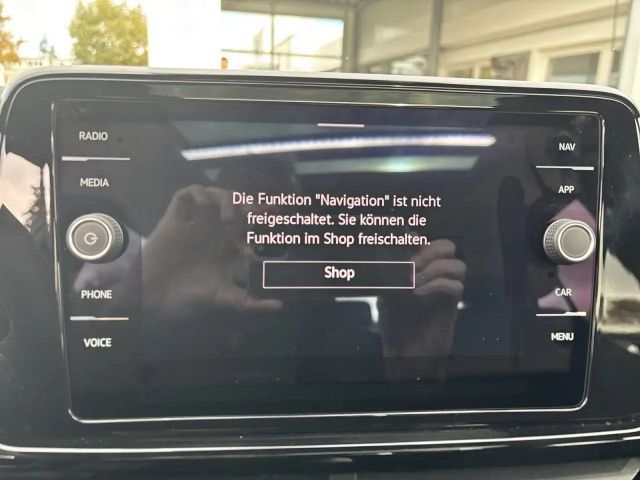 RADIO
MEDIA
PHONE
VOICE
Die Funktion "Navigation" ist nicht
freigeschaltet. Sie können die
Funktion im Shop freischalten.
Shop
NAV
APP
CAR
MENU